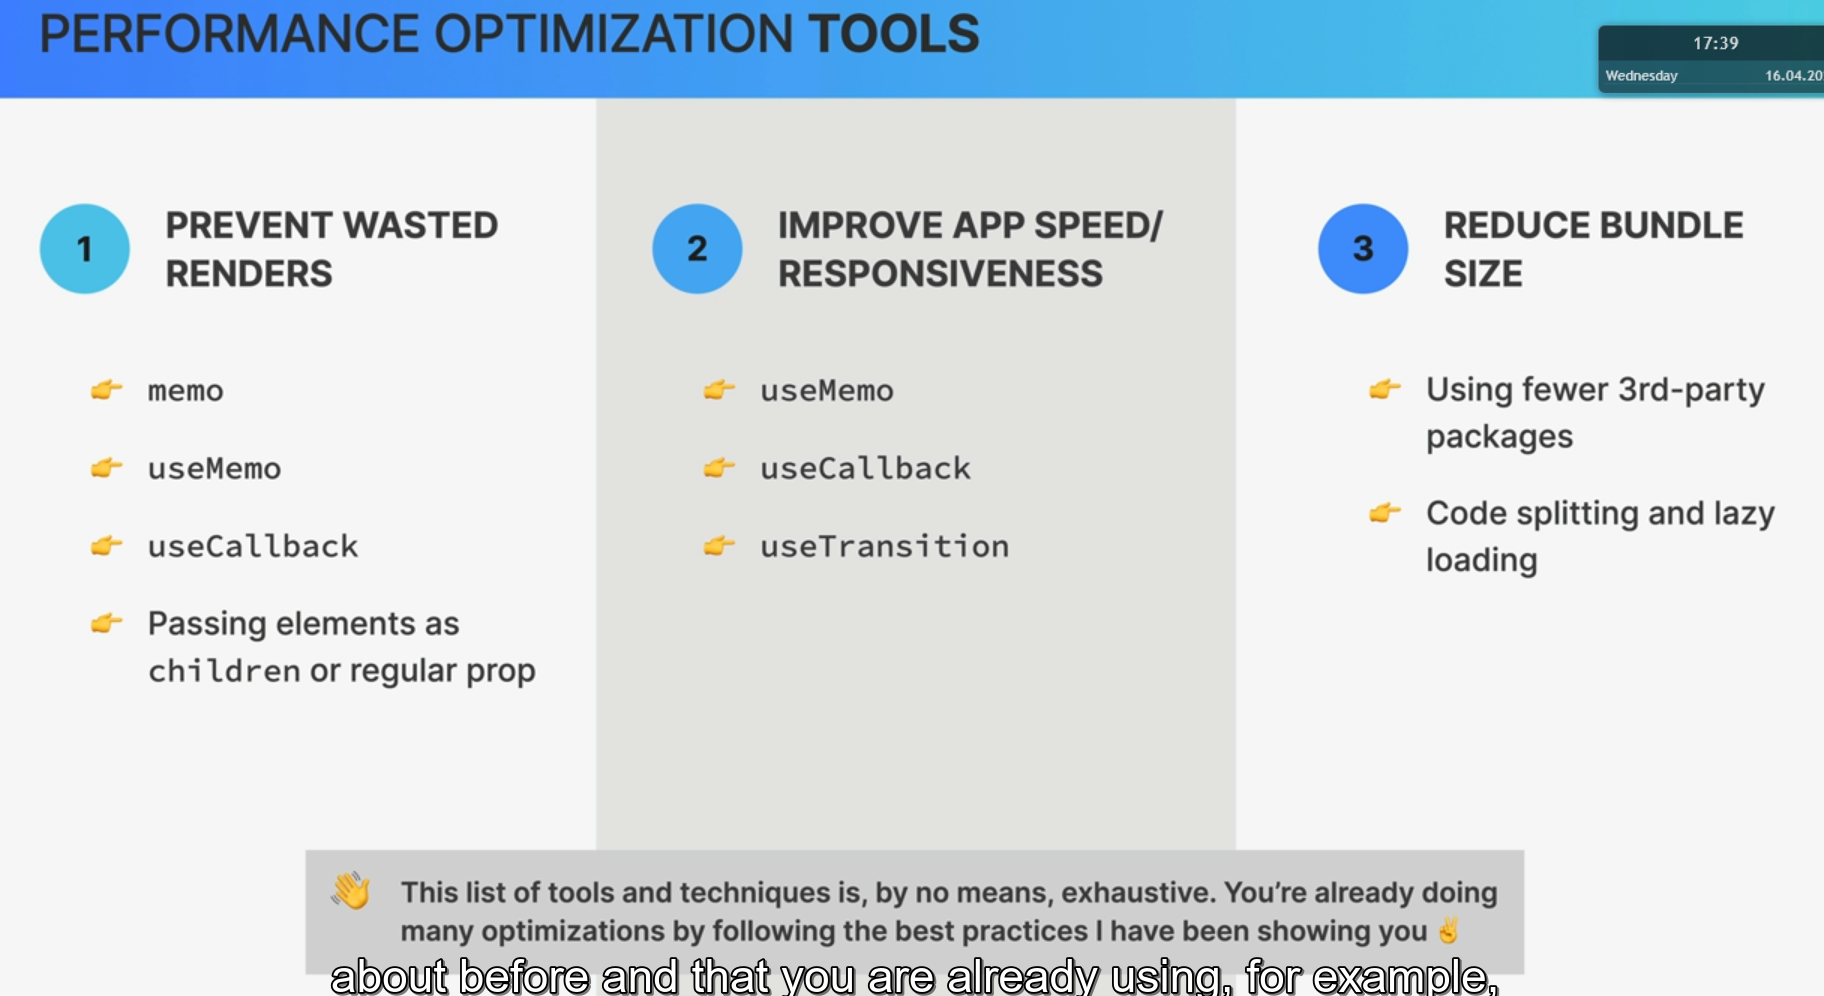 PERFORMANCE OPTIMIZATION TOOLS
17:39
Wednesday
16.04.20
1
PREVENT WASTED
RENDERS
memo
useMemo
useCallback
Passing elements as
children or regular prop
2
IMPROVE APP SPEED/
RESPONSIVENESS
useMemo
useCallback
useTransition
3
REDUCE BUNDLE
SIZE
Using fewer 3rd-party
packages
Code splitting and lazy
loading
This list of tools and techniques is, by no means, exhaustive. You’re already doing
many optimizations by following the best practices I have been showing you
about before and that you are already using, for example,